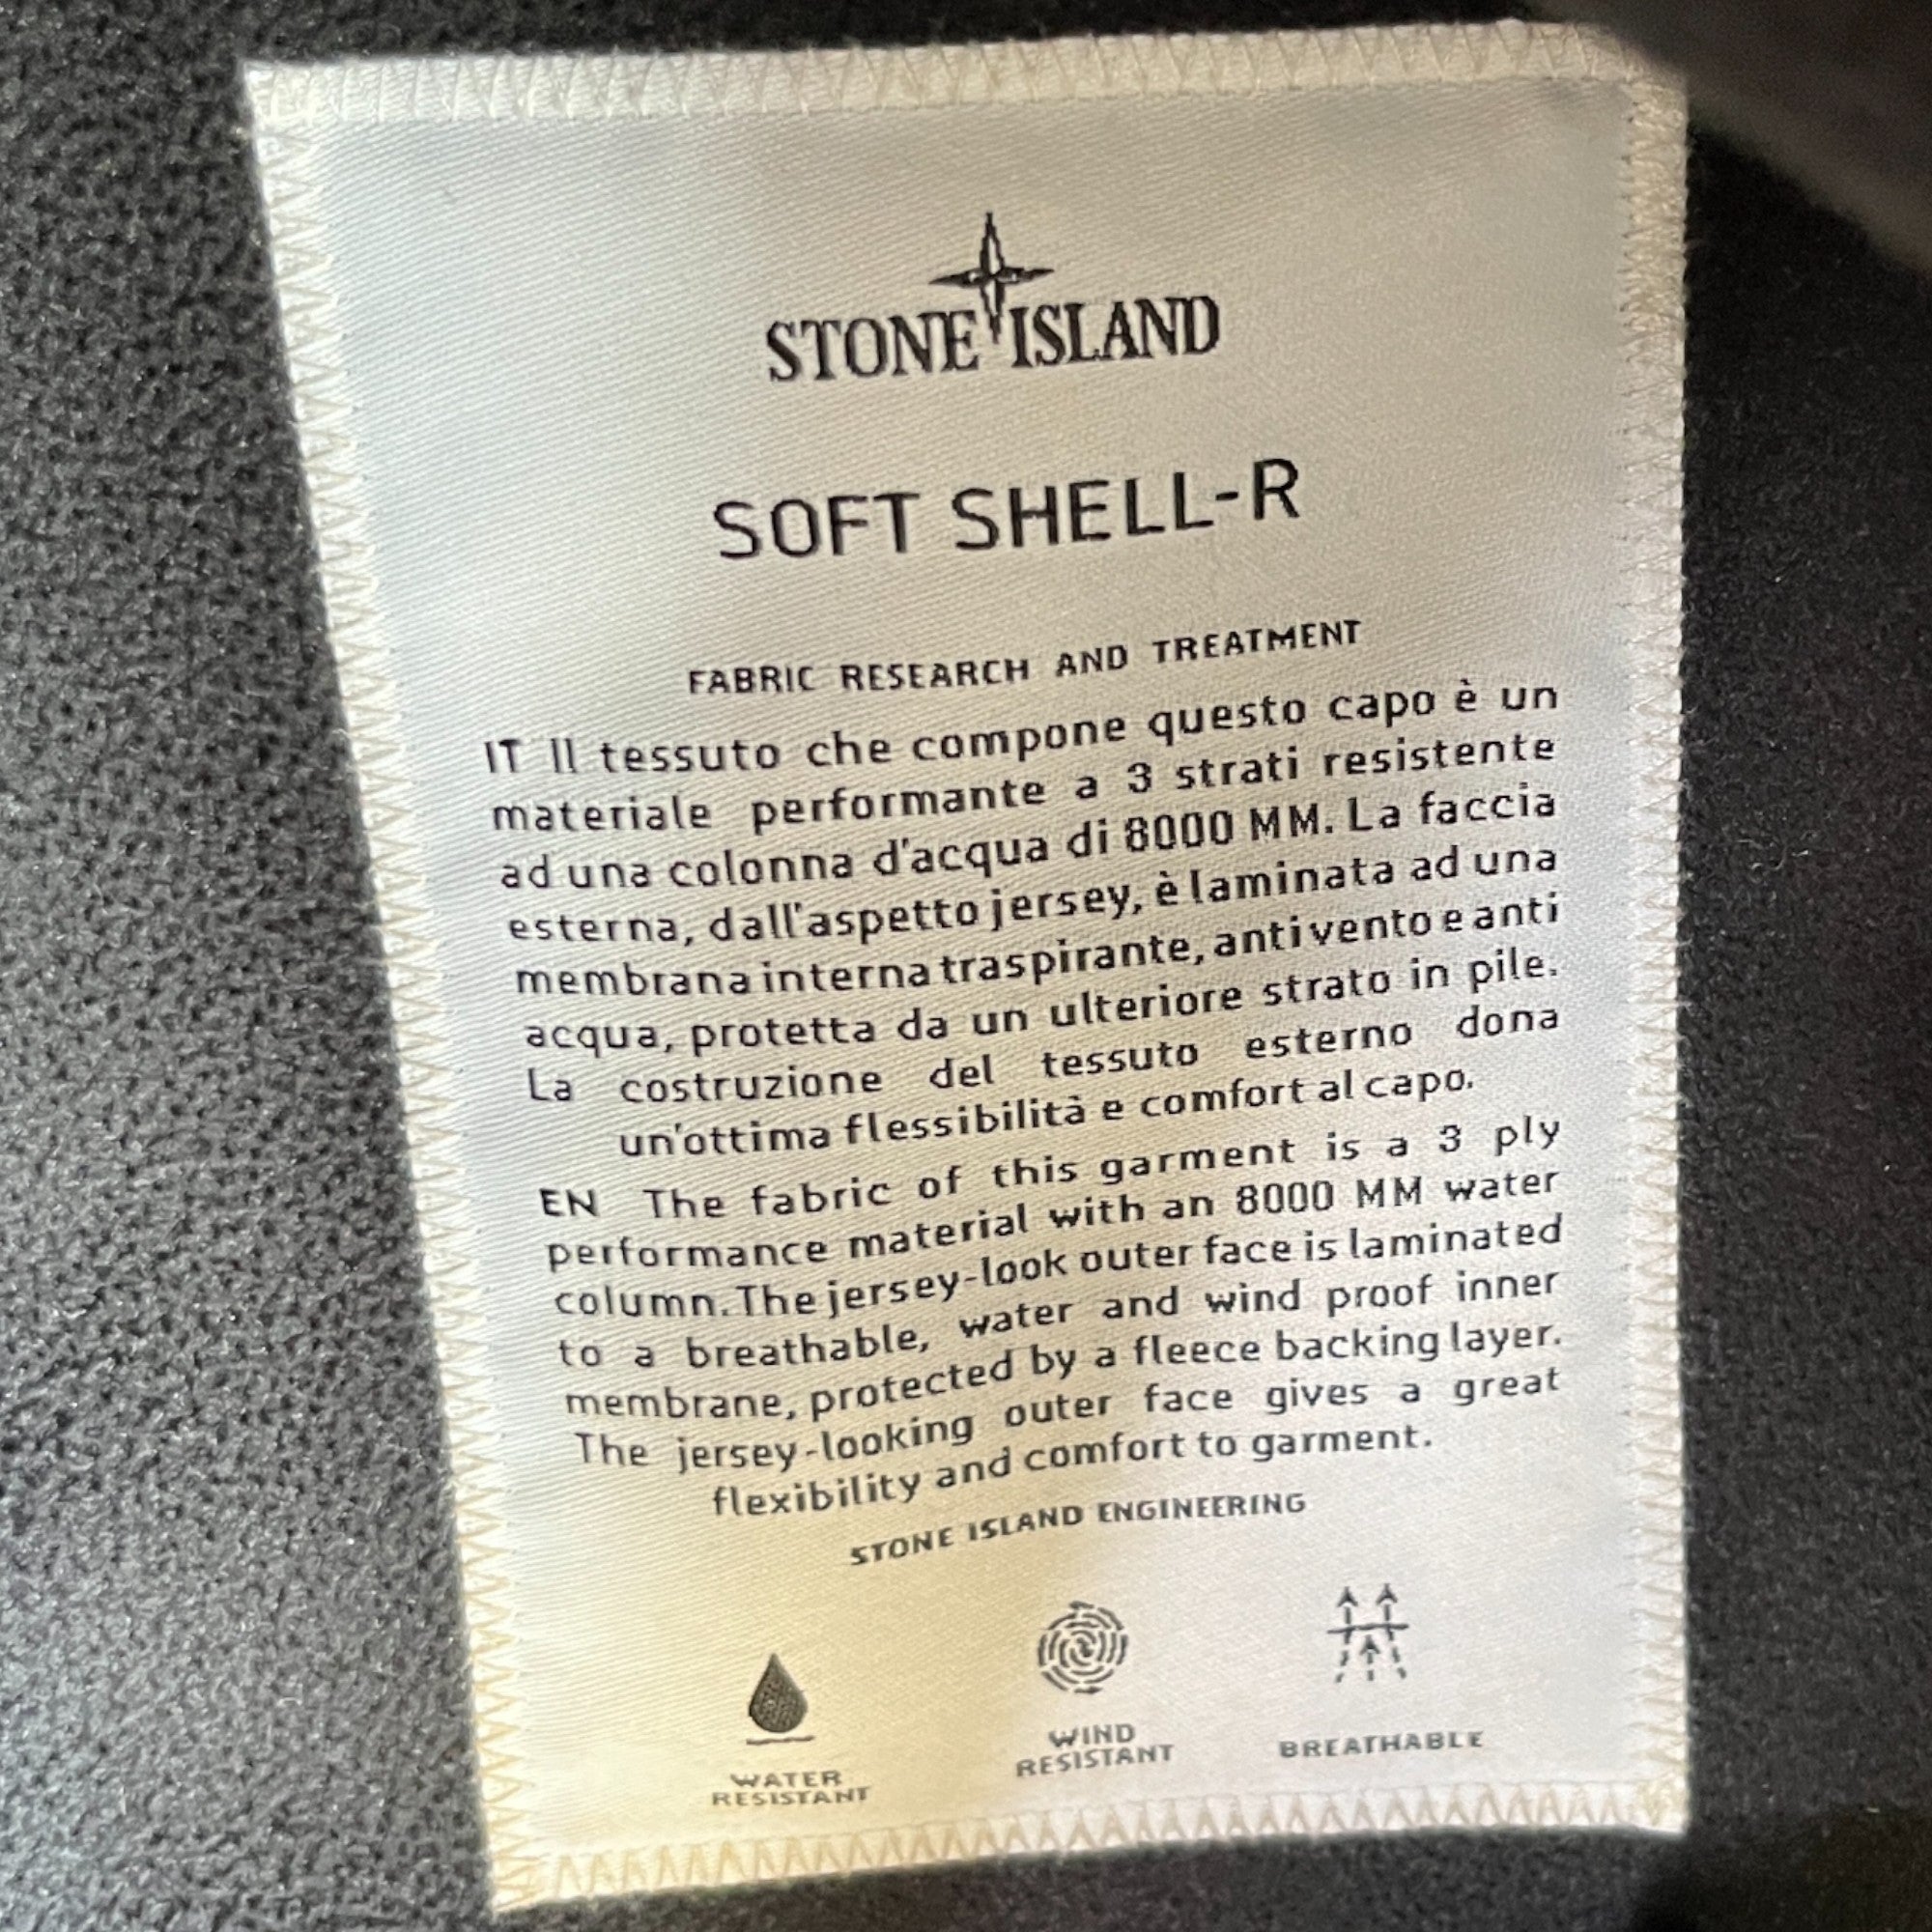 STONE ISLAND
SOFT SHELL-R
FABRIC RESEARCH AND TREATMENT
IT Il tessuto che compone questo capo è un
materiale performante a 3 strati resistente
ad una colonna d'acqua di 8000 MM. La faccia
esterna, dall'aspetto jersey, è laminata ad una
membrana interna traspirante, antivento e anti
acqua, protetta da un ulteriore strato in pile.
La costruzione del tessuto esterno dona
un'ottima flessibilità e comfort al capo.
EN The fabric of this garment is a 3 ply
performance material with an 8000 MM water
column. The jersey-look outer face is laminated
to a breathable, water and wind proof inner
membrane, protected by a fleece backing layer.
The jersey-looking outer face gives a great
flexibility and comfort to garment.
STONE ISLAND ENGINEERING
WATER
RESISTANT
WIND
RESISTANT
BREATHABLE